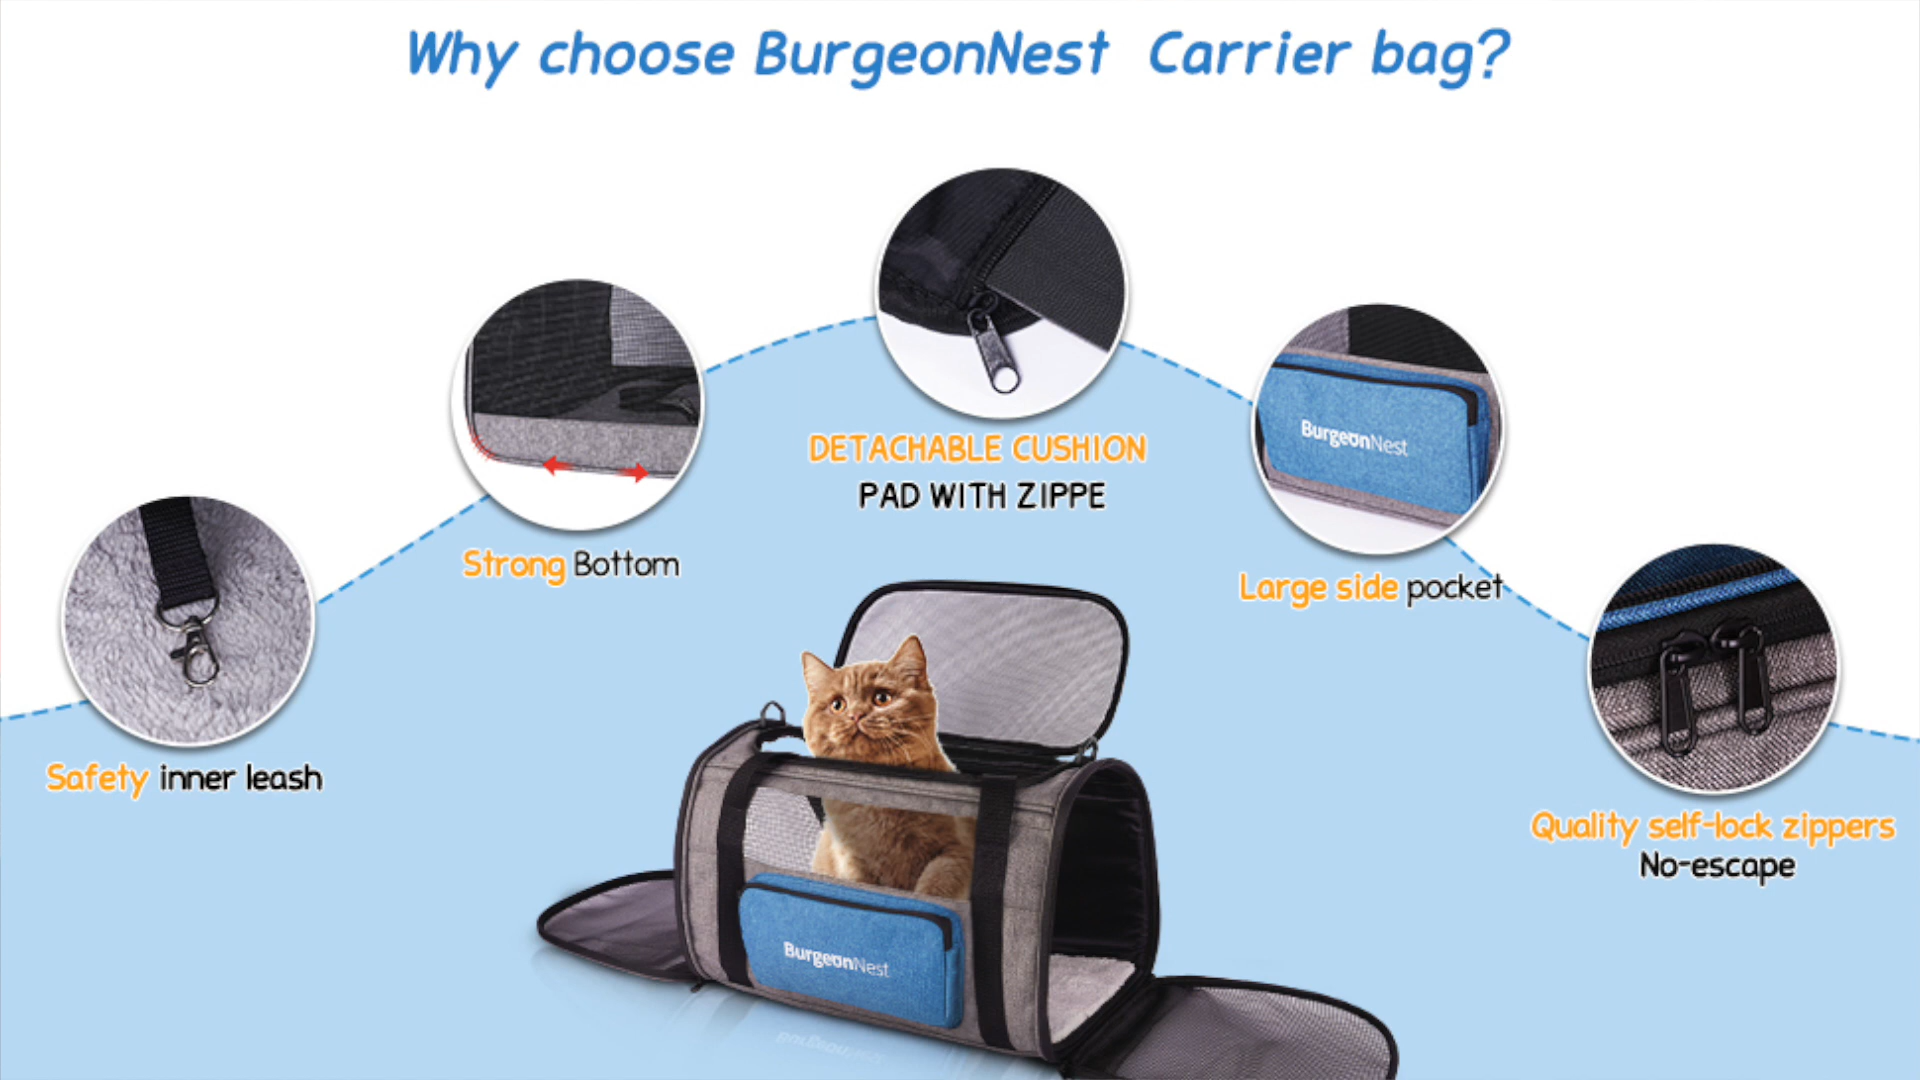 Why choose BurgeonNest Carrier bag?
DETACHABLE CUSHION
PAD WITH ZIPPE
BurgeonNest
Strong Bottom
Large side pocket
Safety inner leash
Quality self-lock zippers
No-escape
BurgeonNest